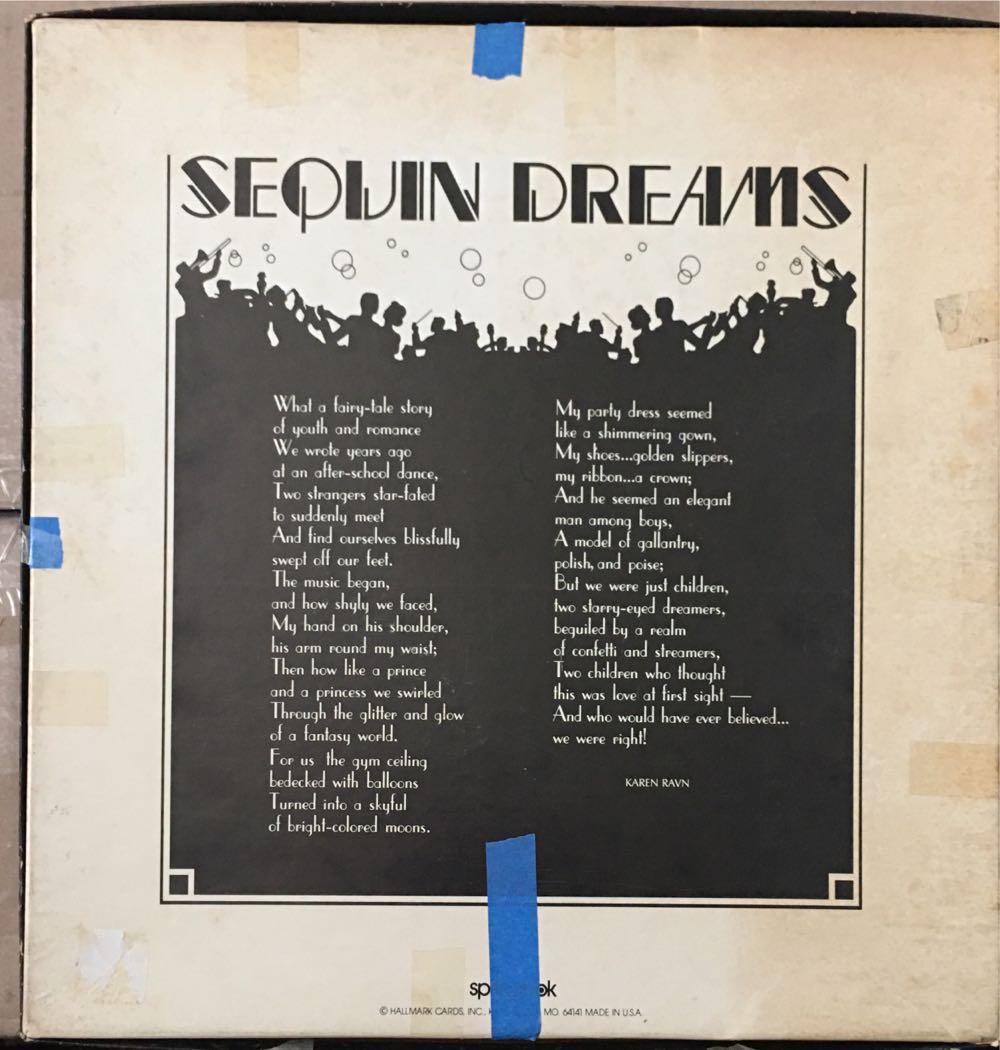 SEQUIN DREAMS
What a fairy-tale story
of youth and romance
We wrote years ago
at an after-school dance,
Two strangers star-fated
to suddenly meet
And find ourselves blissfully
swept off our feet.
The music began,
and how shyly we faced,
My hand on his shoulder,
his arm round my waist;
Then how like a prince
and a princess we swirled
Through the glitter and glow
of a fantasy world.
For us the gym ceiling
bedecked with balloons
Turned into a skyful
of bright-colored moons.
My party dress seemed
like a shimmering gown,
My shoes...golden slippers,
my ribbon...a crown;
And he seemed an elegant
man among boys,
A model of gallantry,
polish, and poise;
But we were just children,
two starry-eyed dreamers,
beguiled by a realm
of confetti and streamers,
Two children who thought
this was love at first sight —
And who would have ever believed...
we were right!
KAREN RAVN
© HALLMARK CARDS, INC., MO. 64141 MADE IN U.S.A.